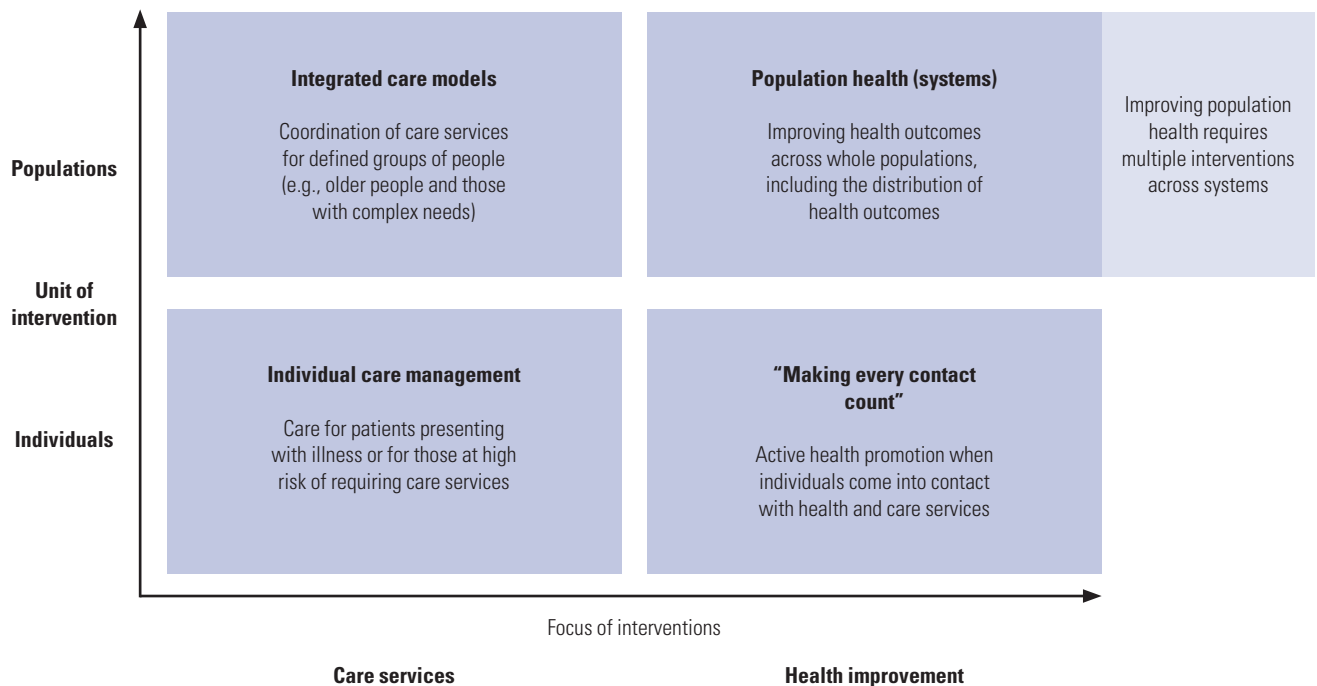 Integrated care models
Coordination of care services
for defined groups of people
(e.g., older people and those
with complex needs)
Population health (systems)
Improving health outcomes
across whole populations,
including the distribution of
health outcomes
Improving population
health requires
multiple interventions
across systems
Populations
Unit of
intervention
Individuals
Individual care management
Care for patients presenting
with illness or for those at high
risk of requiring care services
“Making every contact
count”
Active health promotion when
individuals come into contact
with health and care services
Focus of interventions
Care services
Health improvement